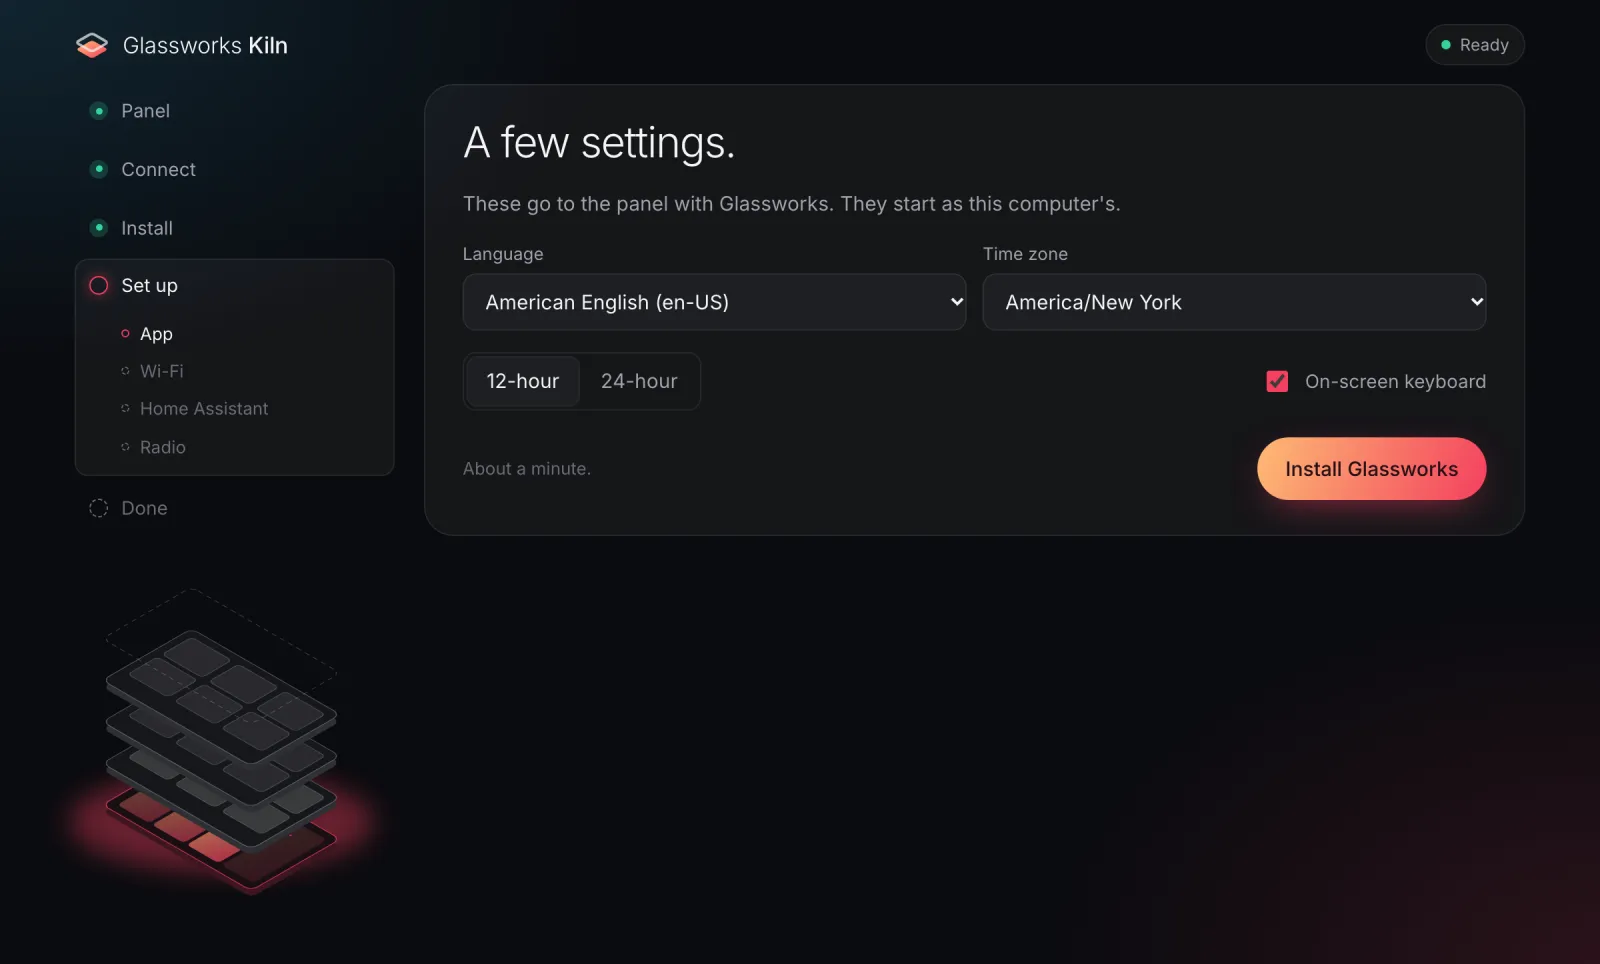 Glassworks Kiln
Ready
Panel
Connect
Install
Set up
App
Wi-Fi
Home Assistant
Radio
Done
A few settings.
These go to the panel with Glassworks. They start as this computer's.
Language
Time zone
American English (en-US)
America/New York
12-hour
24-hour
On-screen keyboard
About a minute.
Install Glassworks